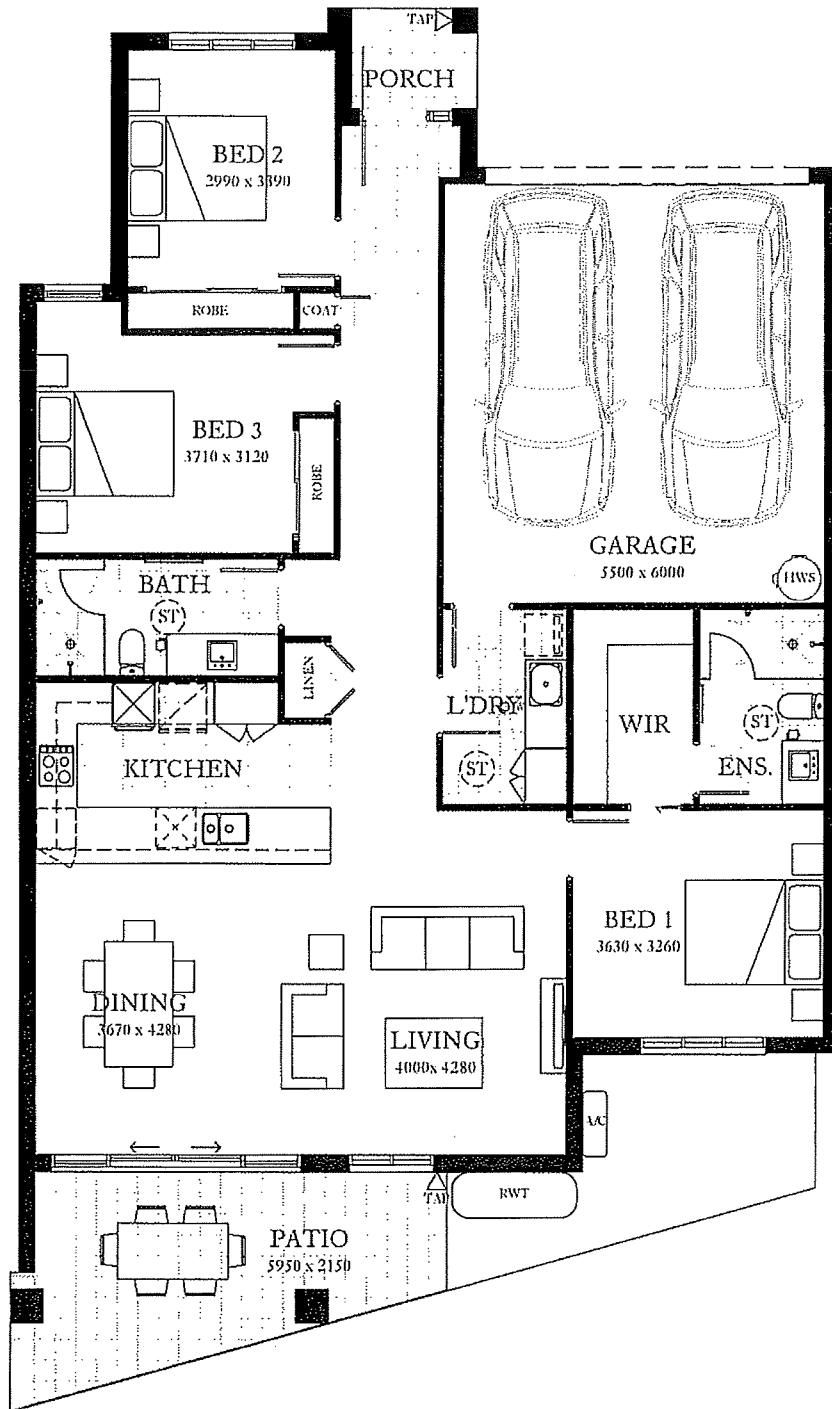 TAP
PORCH
BED 2
2990 x 3390
ROBE
COAT
BED 3
3710 x 3120
ROBE
GARAGE
5500 x 6000
HWS
BATH
ST
LINEN
L'DRY
ST
WIR
ST
ENS.
KITCHEN
BED 1
3630 x 3260
DINING
3670 x 4280
LIVING
4000x 4280
A/C
TAP
RWT
PATIO
5950 x 2150